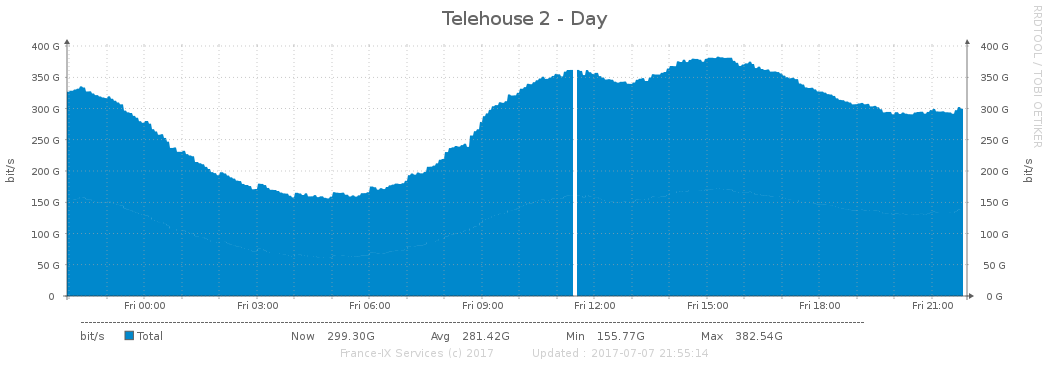 Telehouse 2 - Day
RRDTOOL / TOBI OETIKER
bit/s
400 G
350 G
300 G
250 G
200 G
150 G
100 G
50 G
0
400 G
350 G
300 G
250 G
200 G
150 G
100 G
50 G
0 G
bit/s
Fri 00:00 Fri 03:00 Fri 06:00 Fri 09:00 Fri 12:00 Fri 15:00 Fri 18:00 Fri 21:00
bit/s Total Now 299.30G Avg 281.42G Min 155.77G Max 382.54G
France-IX Services (c) 2017 Updated : 2017-07-07 21:55:14